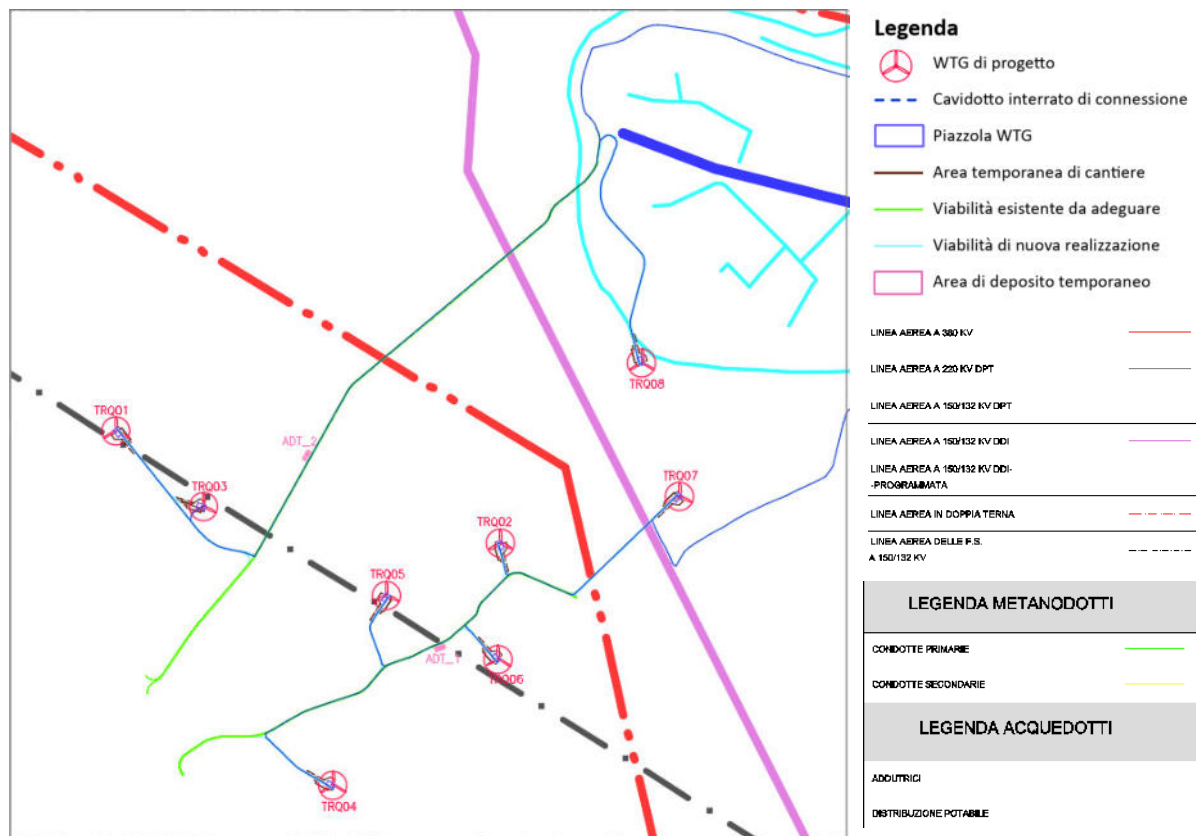 TRQ01
TRQ03
ADT_2
TRQ08
TRQ07
TRQ02
TRQ05
ADT_1
TRQ06
TRQ04
Legenda
WTG di progetto
Cavidotto interrato di connessione
Piazzola WTG
Area temporanea di cantiere
Viabilità esistente da adeguare
Viabilità di nuova realizzazione
Area di deposito temporaneo
LINEA AEREA A 380 KV
LINEA AEREA A 220 KV DPT
LINEA AEREA A 150/132 KV DPT
LINEA AEREA A 150/132 KV DDI
LINEA AEREA A 150/132 KV DDI-
-PROGRAMMATA
LINEA AEREA IN DOPPIA TERNA
LINEA AEREA DELLE F.S.
A 150/132 KV
LEGENDA METANODOTTI
CONDOTTE PRIMARIE
CONDOTTE SECONDARIE
LEGENDA ACQUEDOTTI
ADDUTRICI
DISTRIBUZIONE POTABILE